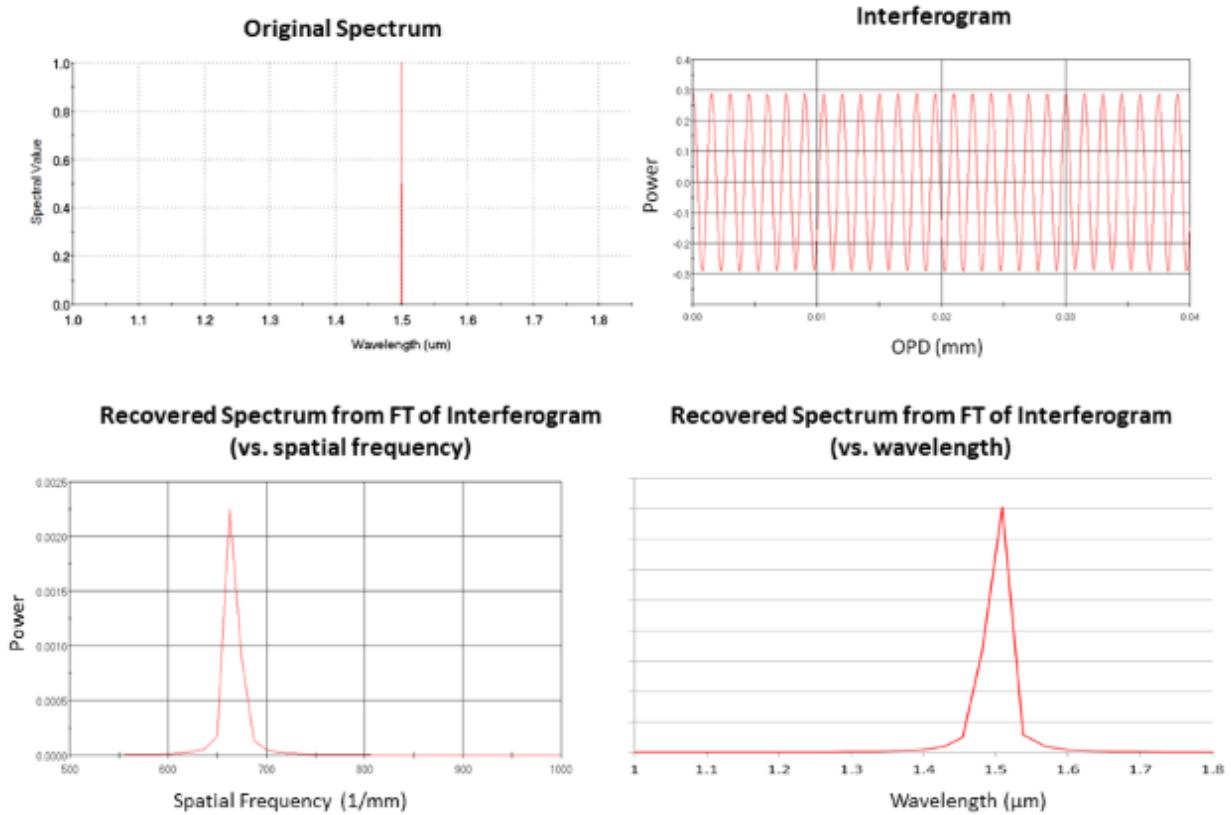 Original Spectrum
Spectral Value
1.0
0.8
0.6
0.4
0.2
0.0
1.0 1.1 1.2 1.3 1.4 1.5 1.6 1.7 1.8
Wavelength (um)
Interferogram
Power
0.4
0.3
0.2
0.1
0.0
-0.1
-0.2
-0.3
0.00 0.01 0.02 0.03 0.04
OPD (mm)
Recovered Spectrum from FT of Interferogram
(vs. spatial frequency)
Power
0.0025
0.0020
0.0015
0.0010
0.0005
0.0000
500 600 700 800 900 1000
Spatial Frequency (1/mm)
Recovered Spectrum from FT of Interferogram
(vs. wavelength)
1 1.1 1.2 1.3 1.4 1.5 1.6 1.7 1.8
Wavelength (μm)